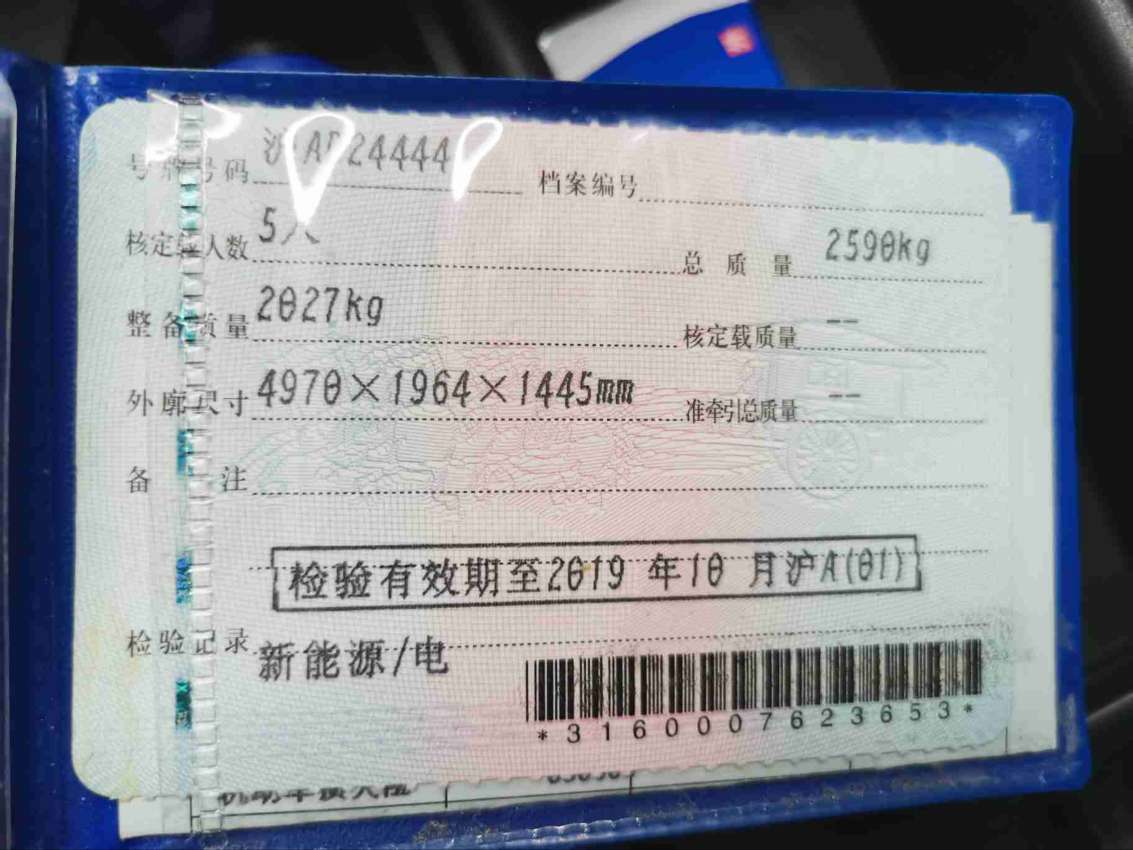 号牌号码 沪AD24444 档案编号
核定载人数 5人 总质量 2590kg
整备质量 2027kg 核定载质量 --
外廓尺寸 4970×1964×1445mm 准牵引总质量 --
备注
检验有效期至2019年10月沪A(01)
检验记录 新能源/电
*3160007623653*